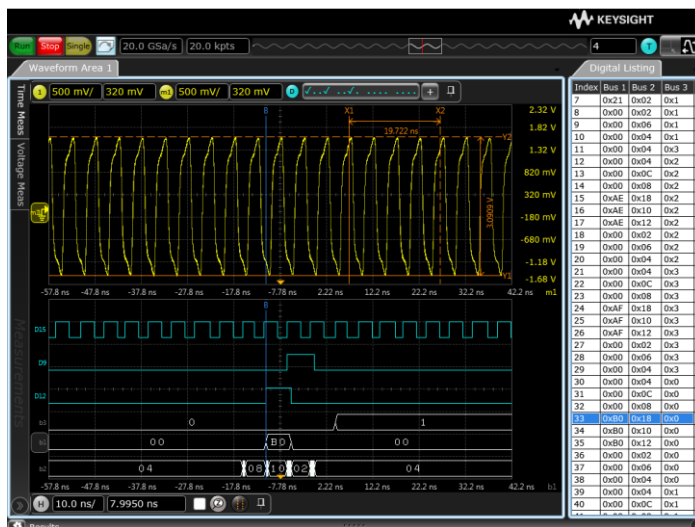 KEYSIGHT
Run Stop Single 20.0 GSa/s 20.0 kpts 4 T
Waveform Area 1
Digital Listing
Time Meas
Voltage Meas
Measurements
1 500 mV/ 320 mV m1 500 mV/ 320 mV D +
B X1 X2
19.722 ns
Y2
3.0909 V
Y1
2.32 V
1.82 V
1.32 V
820 mV
320 mV
-180 mV
-680 mV
-1.18 V
-1.68 V
-57.8 ns -47.8 ns -37.8 ns -27.8 ns -17.8 ns -7.78 ns 2.22 ns 12.2 ns 22.2 ns 32.2 ns 42.2 ns m1
B
D15
D9
D12
b3 0 1
b1 00 B0 00
b2 04 08 10 02 04
-57.8 ns -47.8 ns -37.8 ns -27.8 ns -17.8 ns -7.78 ns 2.22 ns 12.2 ns 22.2 ns 32.2 ns 42.2 ns b1
H 10.0 ns/ 7.9950 ns
Results
Index Bus 1 Bus 2 Bus 3
7 0x21 0x02 0x1
8 0x00 0x02 0x1
9 0x00 0x06 0x1
10 0x00 0x04 0x1
11 0x00 0x04 0x3
12 0x00 0x04 0x2
13 0x00 0x0C 0x2
14 0x00 0x08 0x2
15 0xAE 0x18 0x2
16 0xAE 0x10 0x2
17 0xAE 0x12 0x2
18 0x00 0x02 0x2
19 0x00 0x06 0x2
20 0x00 0x04 0x2
21 0x00 0x04 0x3
22 0x00 0x0C 0x3
23 0x00 0x08 0x3
24 0xAF 0x18 0x3
25 0xAF 0x10 0x3
26 0xAF 0x12 0x3
27 0x00 0x02 0x3
28 0x00 0x06 0x3
29 0x00 0x04 0x3
30 0x00 0x04 0x0
31 0x00 0x0C 0x0
32 0x00 0x08 0x0
33 0xB0 0x18 0x0
34 0xB0 0x10 0x0
35 0xB0 0x12 0x0
36 0x00 0x02 0x0
37 0x00 0x06 0x0
38 0x00 0x04 0x0
39 0x00 0x04 0x1
40 0x00 0x0C 0x1